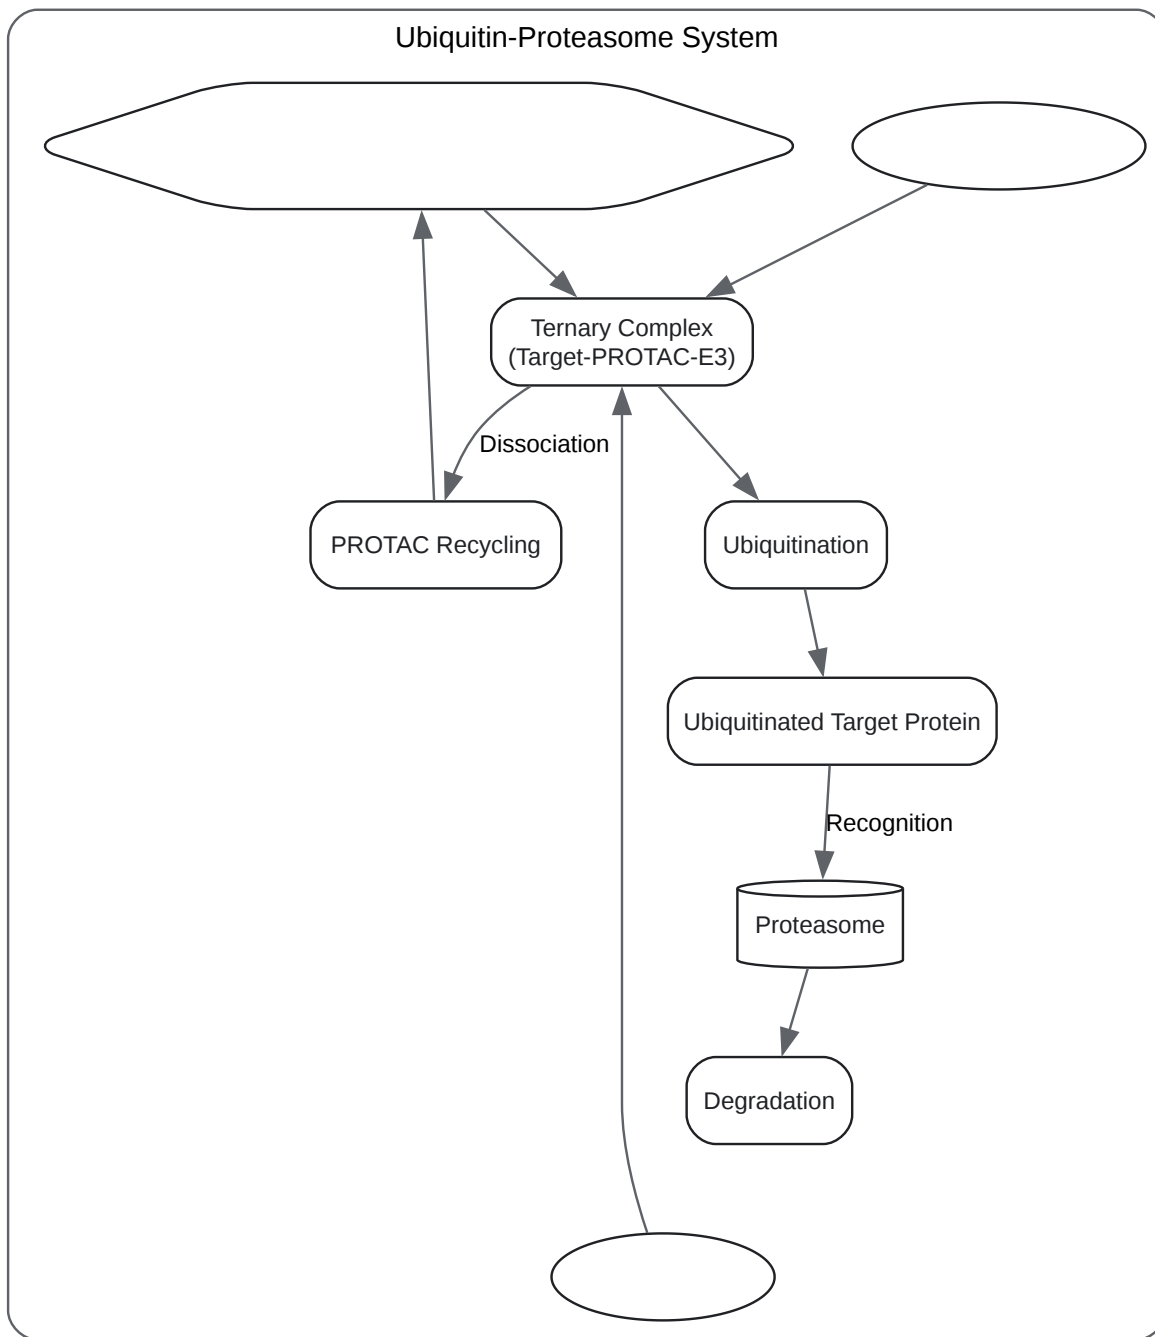 Ubiquitin-Proteasome System
Ternary Complex
(Target-PROTAC-E3)
Dissociation
PROTAC Recycling
Ubiquitination
Ubiquitinated Target Protein
Recognition
Proteasome
Degradation